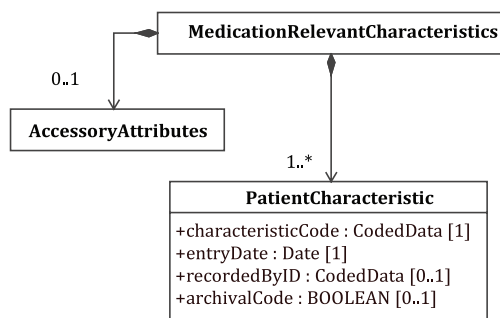 MedicationRelevantCharacteristics
0..1
AccessoryAttributes
1..*
PatientCharacteristic
+characteristicCode : CodedData [1]
+entryDate : Date [1]
+recordedByID : CodedData [0..1]
+archivalCode : BOOLEAN [0..1]